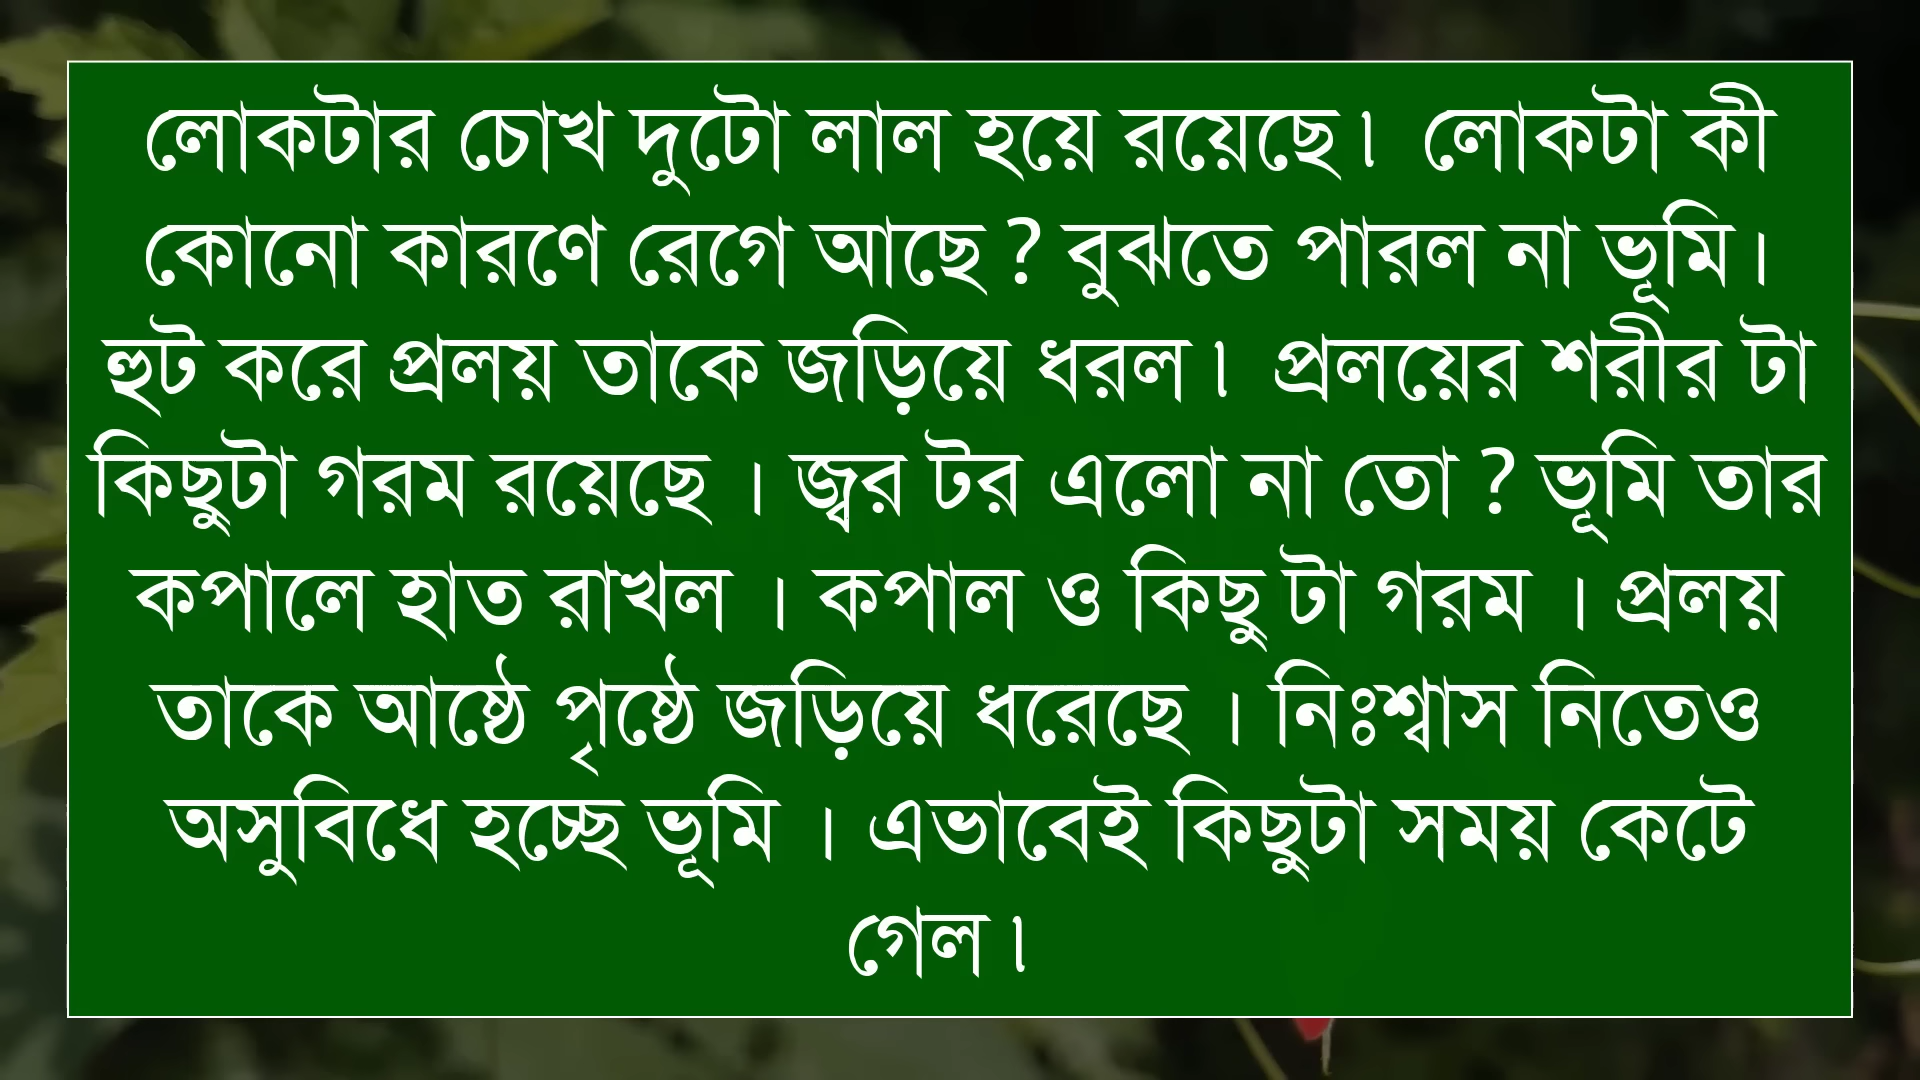 লোকটার চোখ দুটো লাল হয়ে রয়েছে৷ লোকটা কী
কোনো কারণে রেগে আছে ? বুঝতে পারল না ভূমি।
হুট করে প্রলয় তাকে জড়িয়ে ধরল ৷ প্রলয়ের শরীর টা
কিছুটা গরম রয়েছে । জ্বর টর এলো না তো ? ভূমি তার
কপালে হাত রাখল । কপাল ও কিছু টা গরম । প্রলয়
তাকে আষ্ঠে পৃষ্ঠে জড়িয়ে ধরেছে । নিঃশ্বাস নিতেও
অসুবিধে হচ্ছে ভূমি । এভাবেই কিছুটা সময় কেটে
গেল ৷